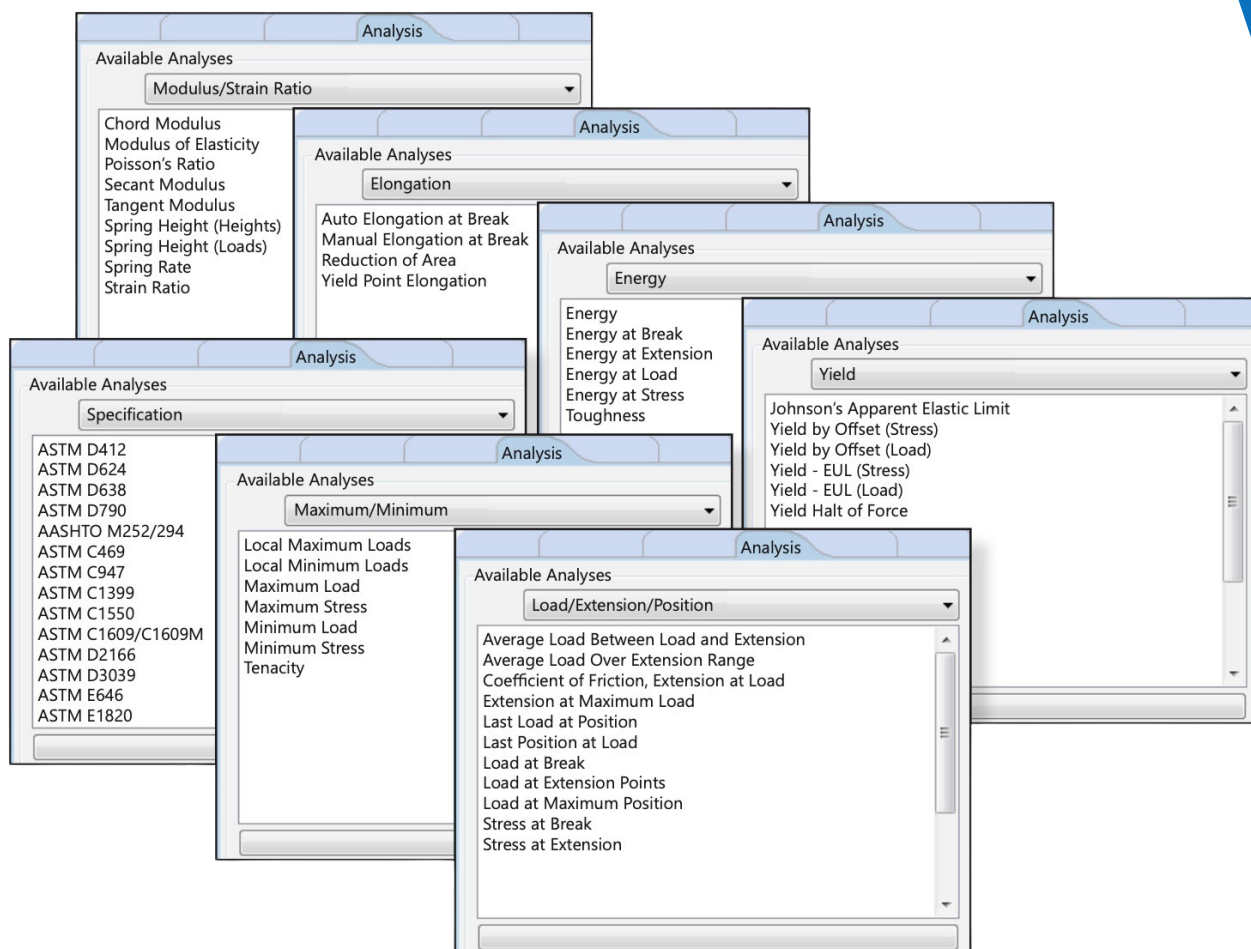 Analysis
Available Analyses
Modulus/Strain Ratio
Chord Modulus
Modulus of Elasticity
Poisson's Ratio
Secant Modulus
Tangent Modulus
Spring Height (Heights)
Spring Height (Loads)
Spring Rate
Strain Ratio
Analysis
Available Analyses
Elongation
Auto Elongation at Break
Manual Elongation at Break
Reduction of Area
Yield Point Elongation
Analysis
Available Analyses
Energy
Energy
Energy at Break
Energy at Extension
Energy at Load
Energy at Stress
Toughness
Analysis
Available Analyses
Yield
Johnson's Apparent Elastic Limit
Yield by Offset (Stress)
Yield by Offset (Load)
Yield - EUL (Stress)
Yield - EUL (Load)
Yield Halt of Force
Analysis
Available Analyses
Specification
ASTM D412
ASTM D624
ASTM D638
ASTM D790
AASHTO M252/294
ASTM C469
ASTM C947
ASTM C1399
ASTM C1550
ASTM C1609/C1609M
ASTM D2166
ASTM D3039
ASTM E646
ASTM E1820
Analysis
Available Analyses
Maximum/Minimum
Local Maximum Loads
Local Minimum Loads
Maximum Load
Maximum Stress
Minimum Load
Minimum Stress
Tenacity
Analysis
Available Analyses
Load/Extension/Position
Average Load Between Load and Extension
Average Load Over Extension Range
Coefficient of Friction, Extension at Load
Extension at Maximum Load
Last Load at Position
Last Position at Load
Load at Break
Load at Extension Points
Load at Maximum Position
Stress at Break
Stress at Extension